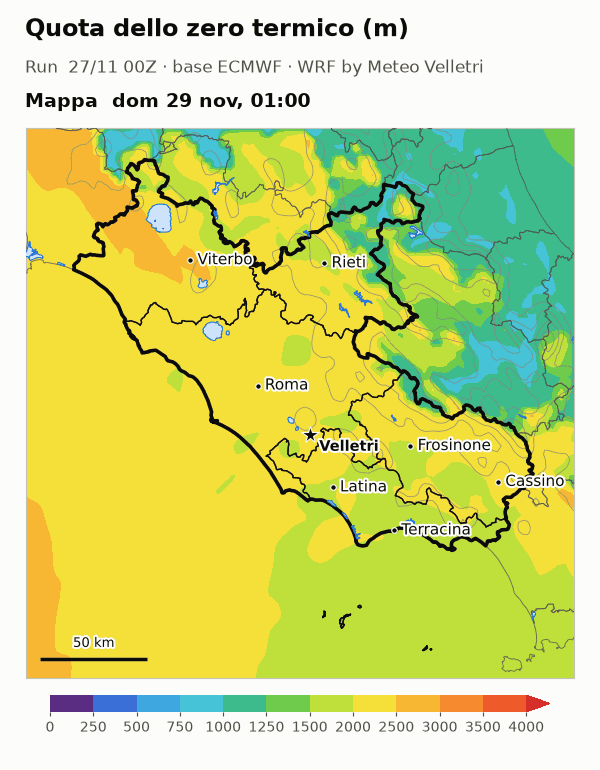 Quota dello zero termico (m)
Run 27/11 00Z · base ECMWF · WRF by Meteo Velletri
Mappa dom 29 nov, 01:00
Viterbo
Rieti
Roma
Velletri
Frosinone
Cassino
Latina
Terracina
50 km
0 250 500 750 1000 1250 1500 2000 2500 3000 3500 4000